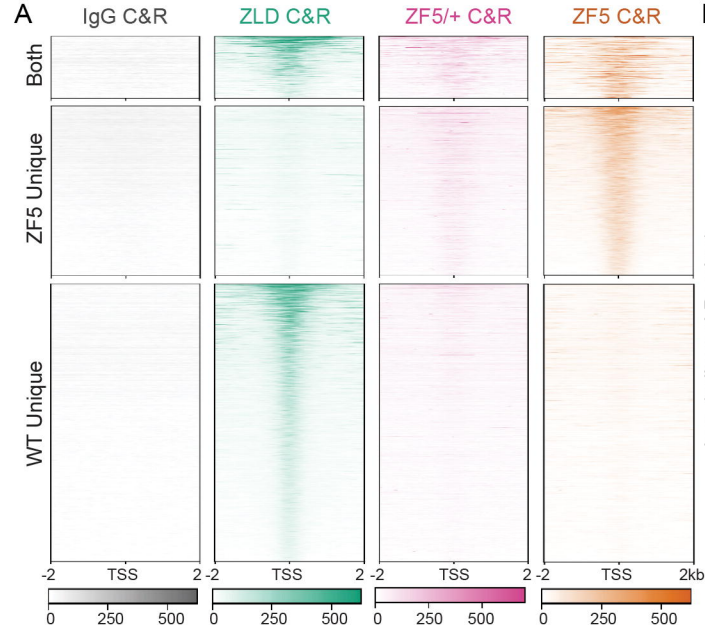 A
IgG C&R
ZLD C&R
ZF5/+ C&R
ZF5 C&R
Both
ZF5 Unique
WT Unique
-2 TSS 2
-2 TSS 2
-2 TSS 2
-2 TSS 2kb
0 250 500
0 250 500
0 250 500
0 250 500